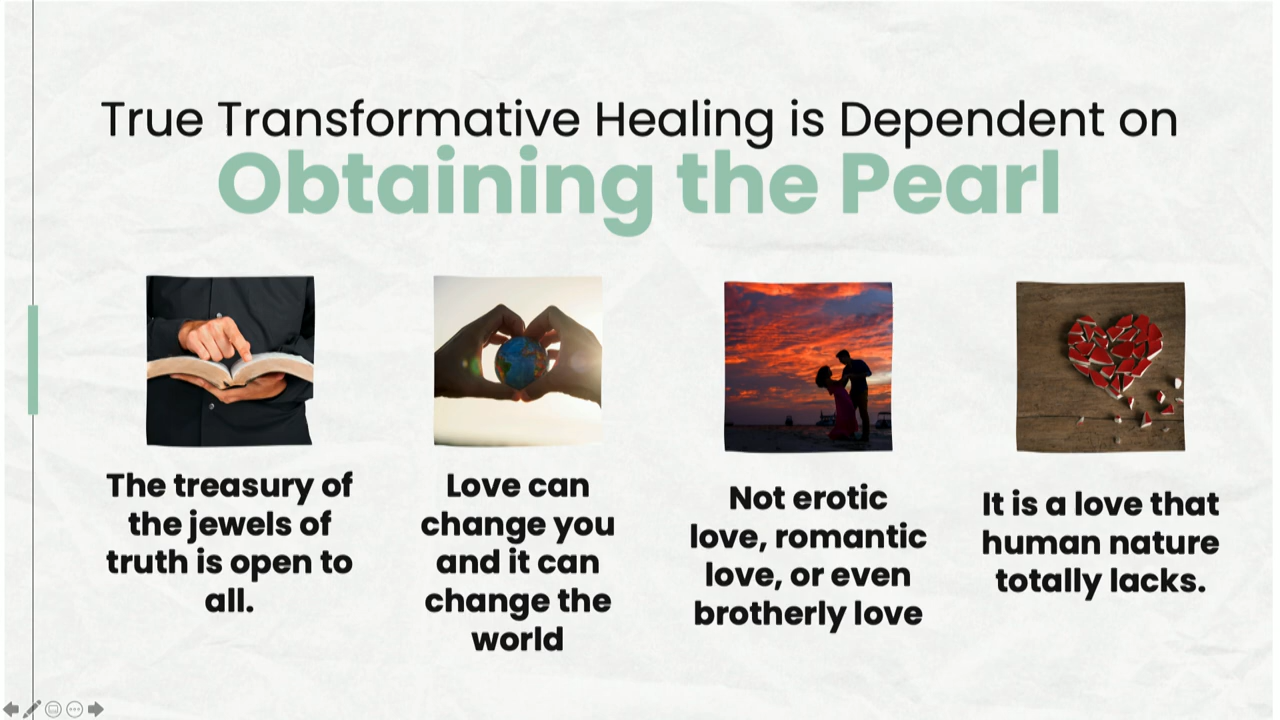 True Transformative Healing is Dependent on
Obtaining the Pearl
The treasury of
the jewels of
truth is open to
all.
Love can
change you
and it can
change the
world
Not erotic
love, romantic
love, or even
brotherly love
It is a love that
human nature
totally lacks.